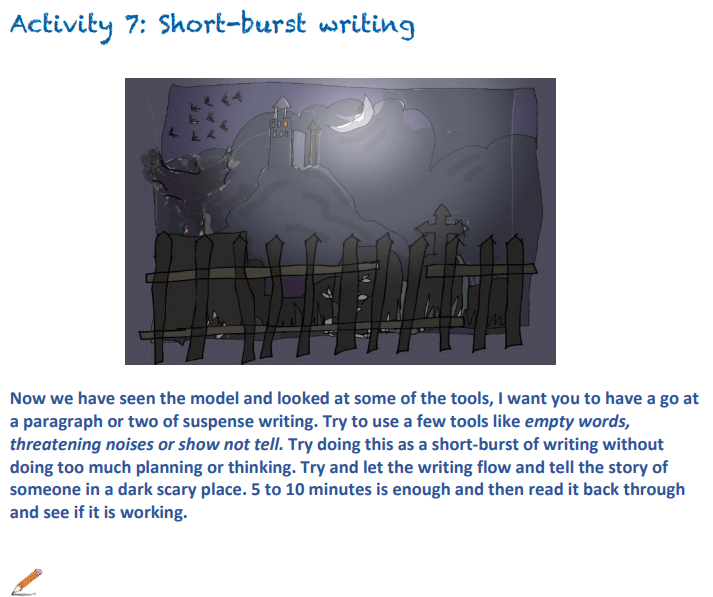 Activity 7: Short-burst writing
Now we have seen the model and looked at some of the tools, I want you to have a go at
a paragraph or two of suspense writing. Try to use a few tools like empty words,
threatening noises or show not tell. Try doing this as a short-burst of writing without
doing too much planning or thinking. Try and let the writing flow and tell the story of
someone in a dark scary place. 5 to 10 minutes is enough and then read it back through
and see if it is working.